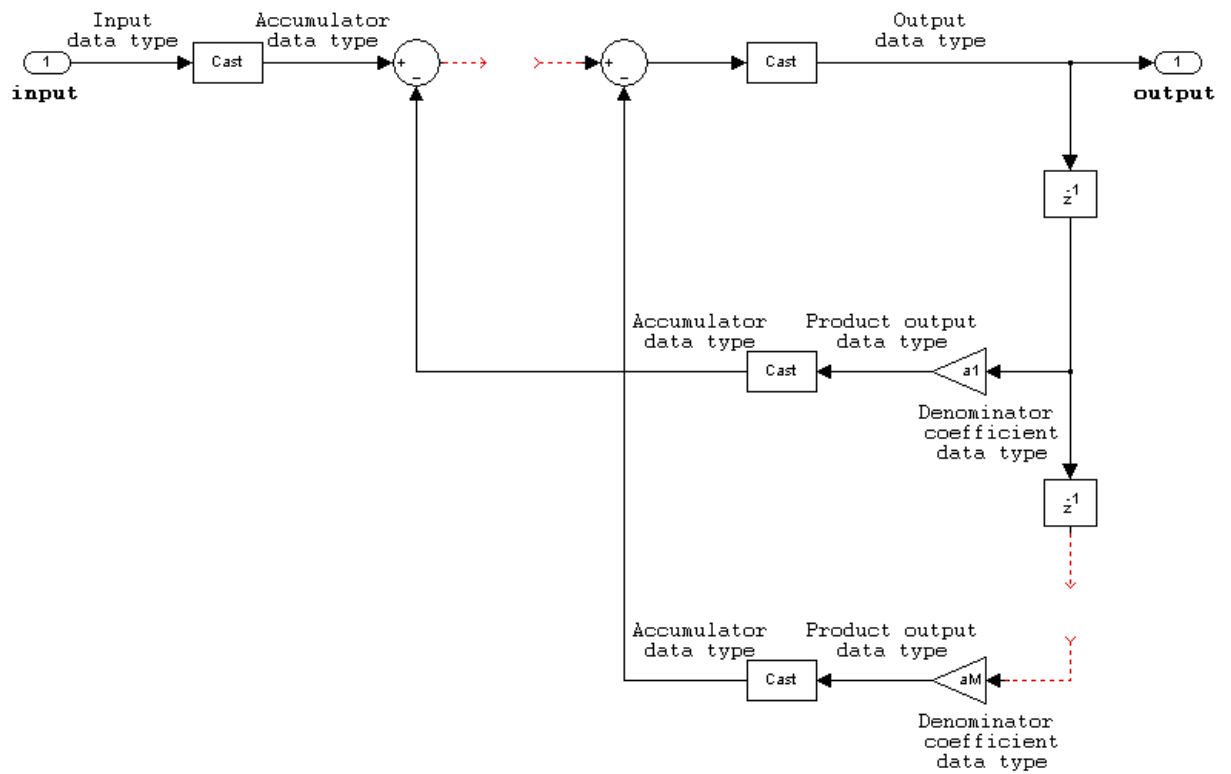 Input
data type
Accumulator
data type
Output
data type
1
Cast
+
−
+
−
Cast
1
input
output
z-1
Accumulator
data type
Product output
data type
Cast
a1
Denominator
coefficient
data type
z-1
Accumulator
data type
Product output
data type
Cast
aM
Denominator
coefficient
data type